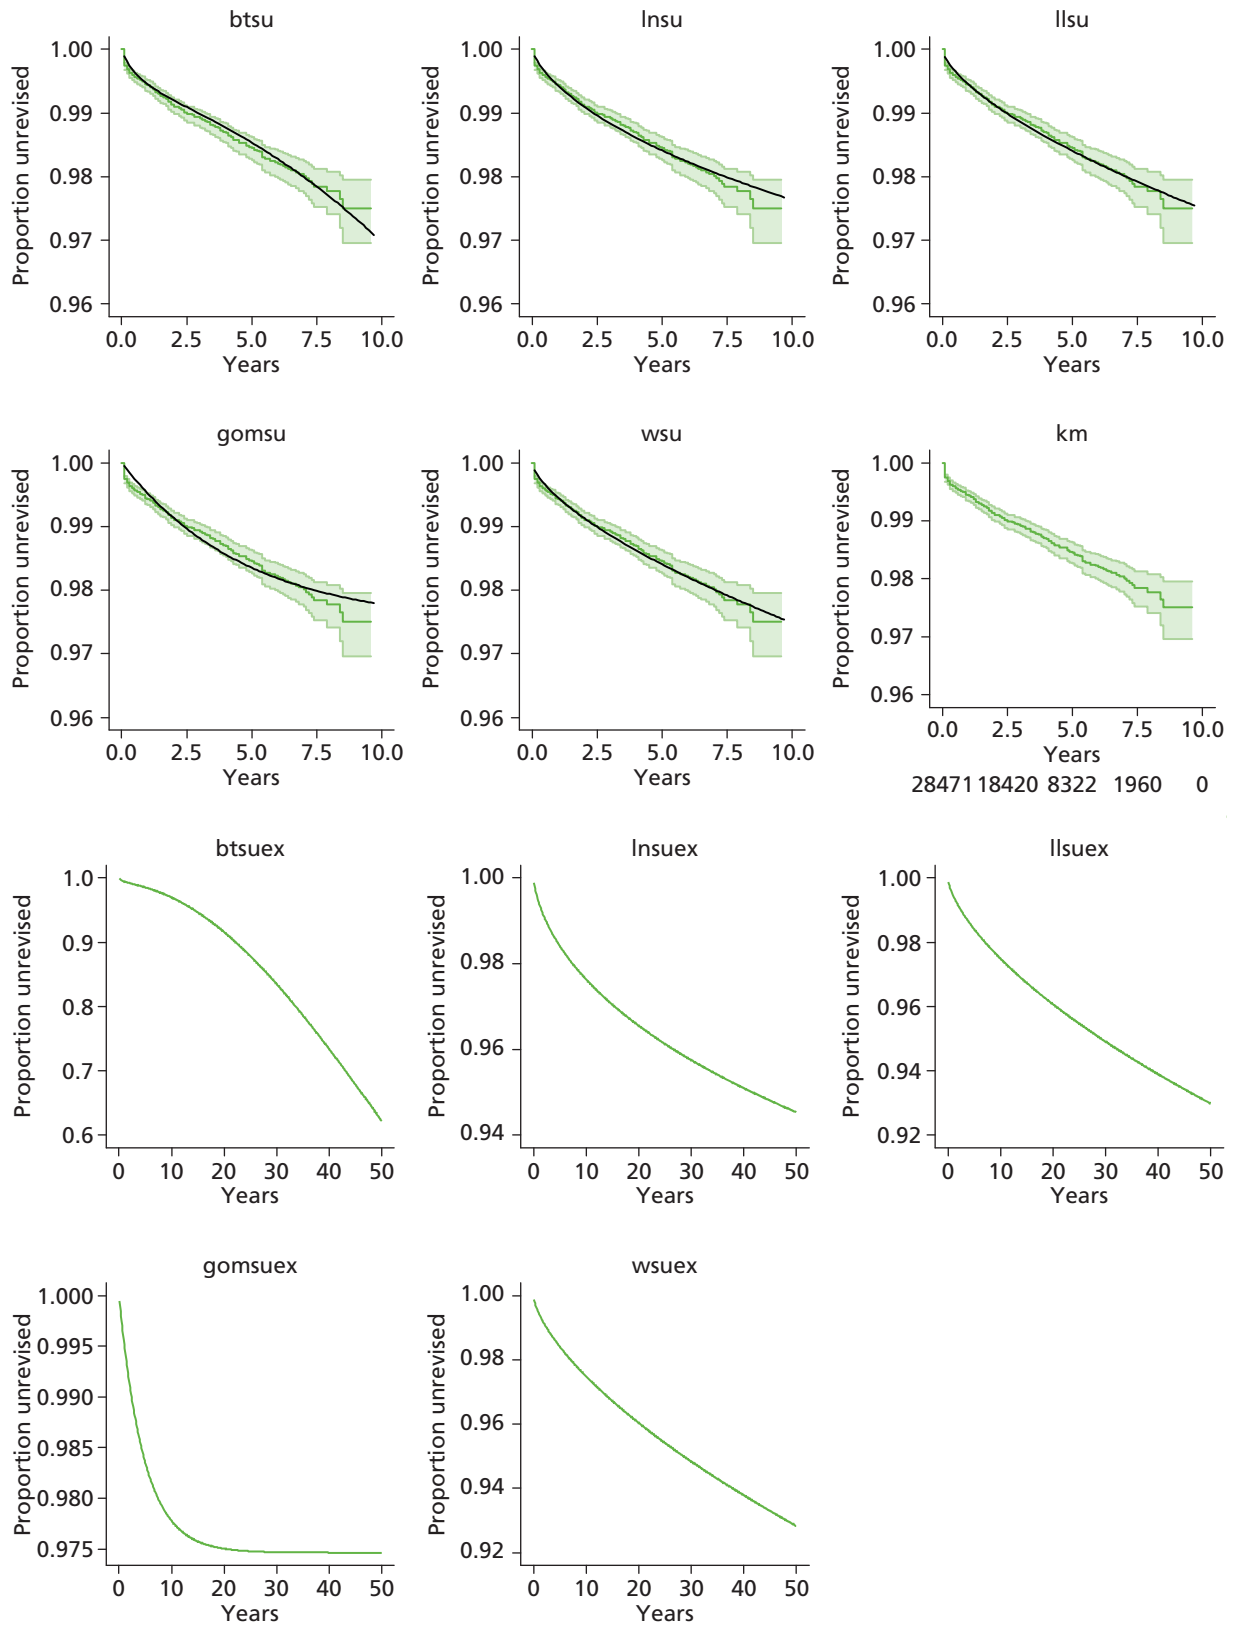 btsu
Proportion unrevised
1.00
0.99
0.98
0.97
0.96
0.0 2.5 5.0 7.5 10.0
Years
lnsu
Proportion unrevised
1.00
0.99
0.98
0.97
0.96
0.0 2.5 5.0 7.5 10.0
Years
llsu
Proportion unrevised
1.00
0.99
0.98
0.97
0.96
0.0 2.5 5.0 7.5 10.0
Years
gomsu
Proportion unrevised
1.00
0.99
0.98
0.97
0.96
0.0 2.5 5.0 7.5 10.0
Years
wsu
Proportion unrevised
1.00
0.99
0.98
0.97
0.96
0.0 2.5 5.0 7.5 10.0
Years
km
Proportion unrevised
1.00
0.99
0.98
0.97
0.96
0.0 2.5 5.0 7.5 10.0
Years
28471 18420 8322 1960 0
btsuex
Proportion unrevised
1.0
0.9
0.8
0.7
0.6
0 10 20 30 40 50
Years
lnsuex
Proportion unrevised
1.00
0.98
0.96
0.94
0 10 20 30 40 50
Years
llsuex
Proportion unrevised
1.00
0.98
0.96
0.94
0.92
0 10 20 30 40 50
Years
gomsuex
Proportion unrevised
1.000
0.995
0.990
0.985
0.980
0.975
0 10 20 30 40 50
Years
wsuex
Proportion unrevised
1.00
0.98
0.96
0.94
0.92
0 10 20 30 40 50
Years